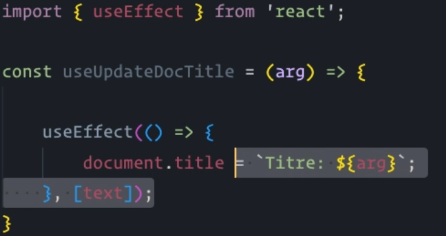 import { useEffect } from 'react';
const useUpdateDocTitle = (arg) => {
useEffect(() => {
document.title = `Titre: ${arg}`;
}, [text]);
}